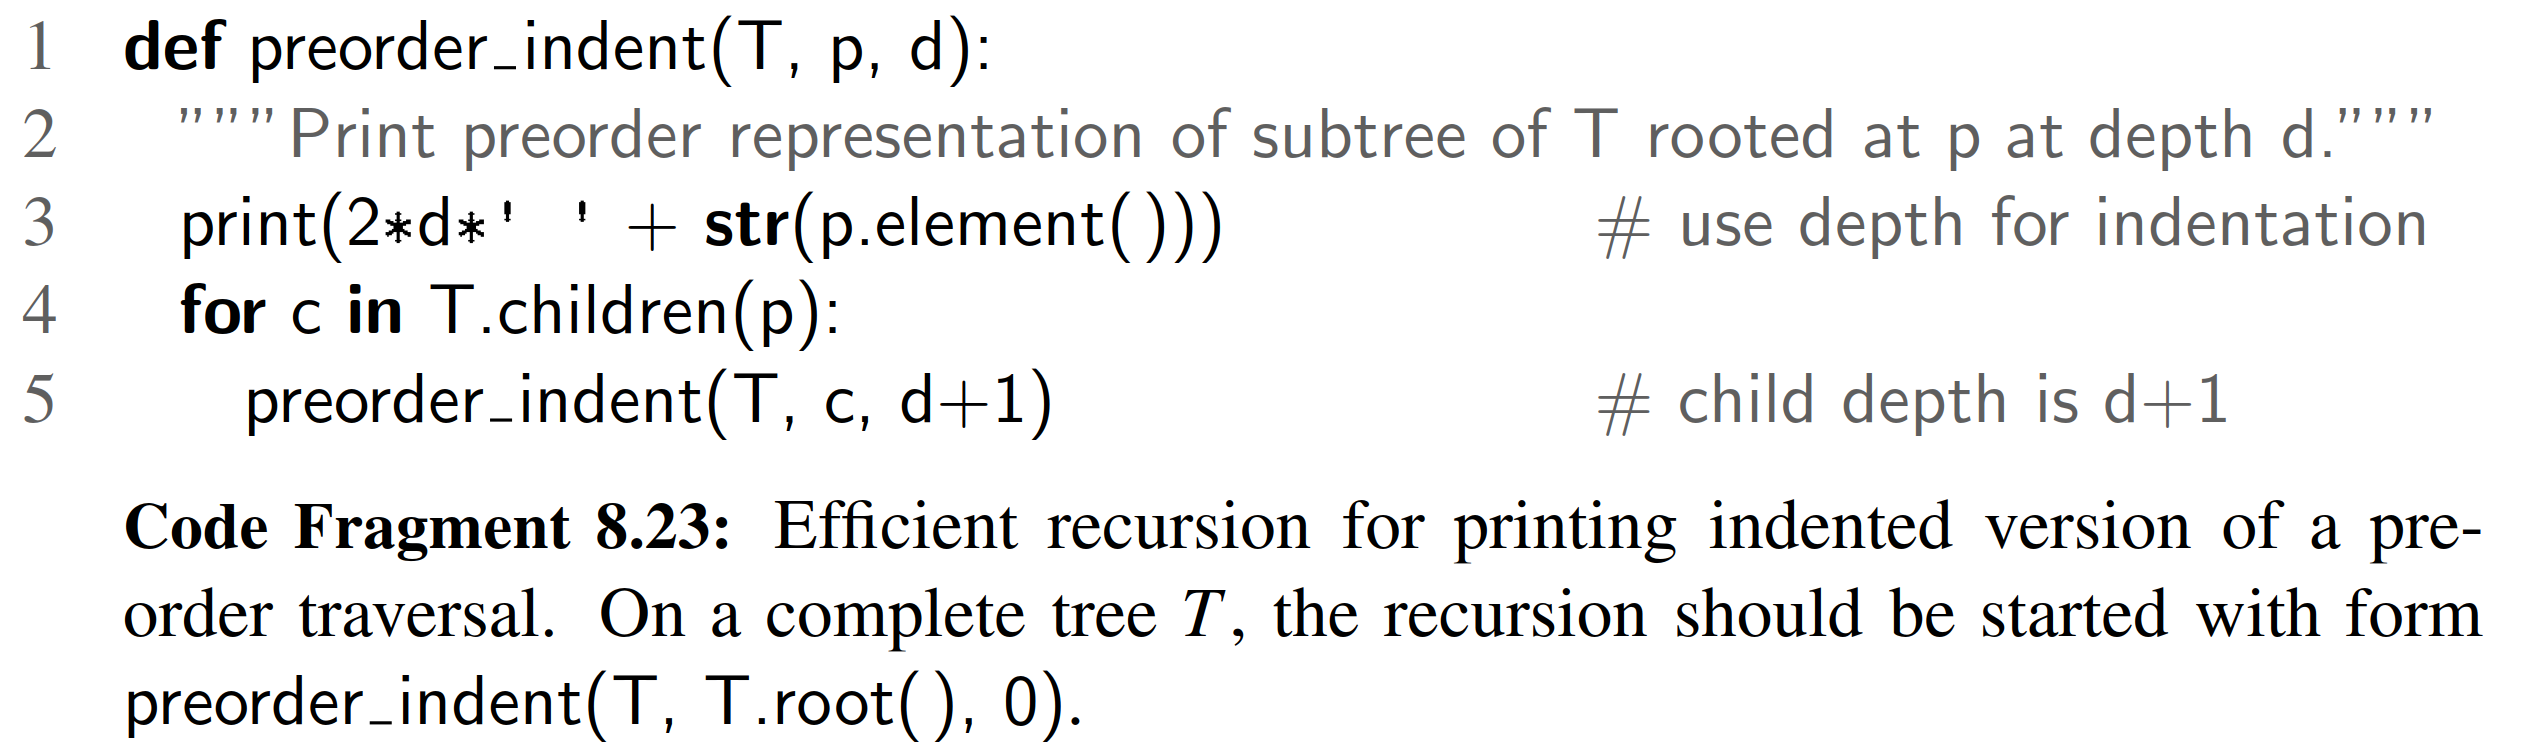 1 def preorder_indent(T, p, d):
2 """Print preorder representation of subtree of T rooted at p at depth d."""
3 print(2*d*' ' + str(p.element())) # use depth for indentation
4 for c in T.children(p):
5 preorder_indent(T, c, d+1) # child depth is d+1
Code Fragment 8.23: Efficient recursion for printing indented version of a pre-
order traversal. On a complete tree T, the recursion should be started with form
preorder_indent(T, T.root(), 0).